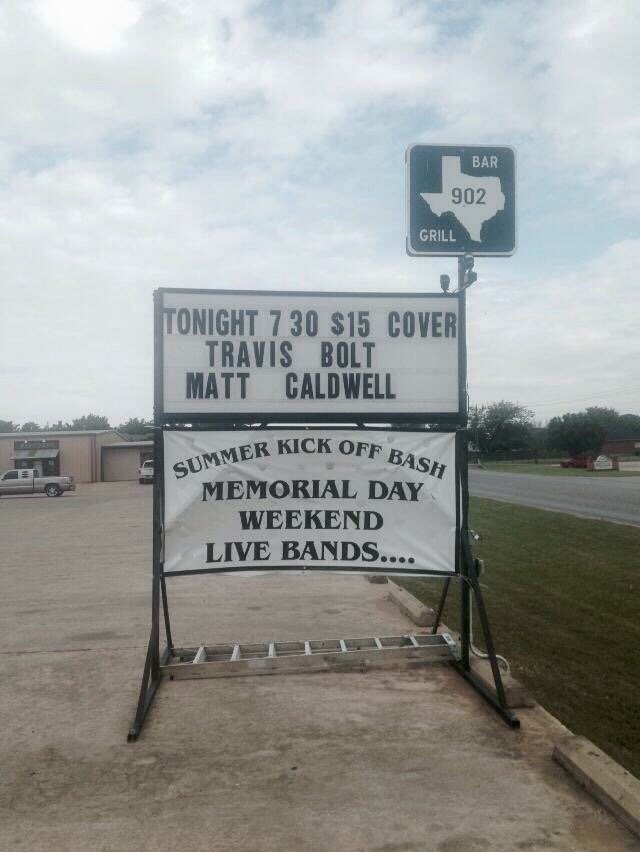 BAR
902
GRILL
TONIGHT 7 30 $15 COVER
TRAVIS BOLT
MATT CALDWELL
SUMMER KICK OFF BASH
MEMORIAL DAY
WEEKEND
LIVE BANDS....